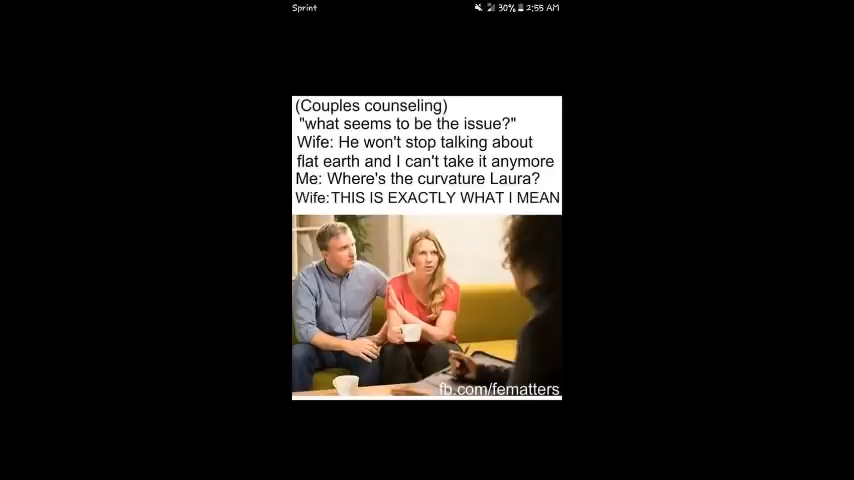 Sprint 30% 2:55 AM
(Couples counseling)
"what seems to be the issue?"
Wife: He won't stop talking about
flat earth and I can't take it anymore
Me: Where's the curvature Laura?
Wife:THIS IS EXACTLY WHAT I MEAN
fb.com/fematters